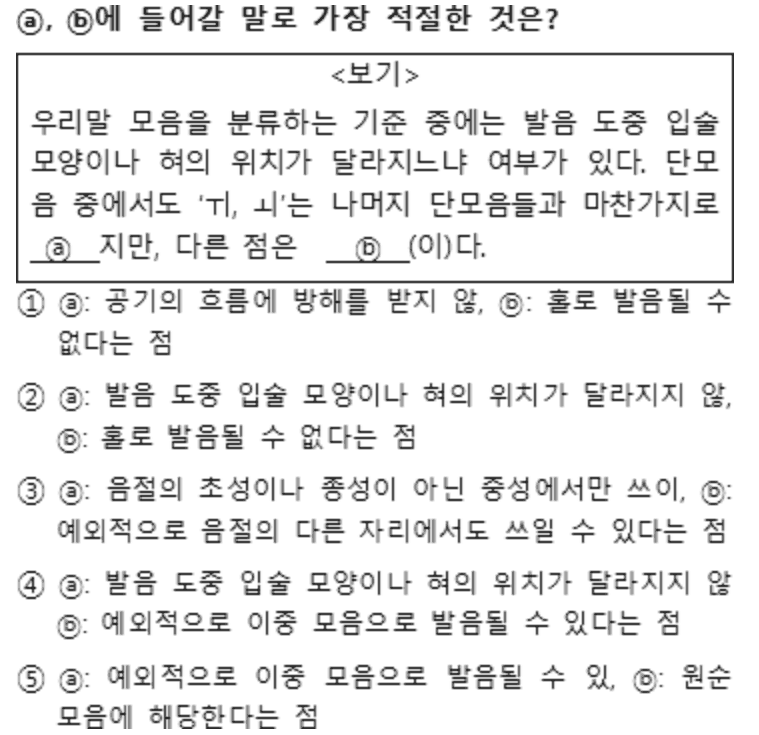 ⓐ, ⓑ에 들어갈 말로 가장 적절한 것은?
<보기>
우리말 모음을 분류하는 기준 중에는 발음 도중 입술
모양이나 혀의 위치가 달라지느냐 여부가 있다. 단모
음 중에서도 'ㅟ, ㅚ'는 나머지 단모음들과 마찬가지로
ⓐ 지만, 다른 점은 ⓑ (이)다.
① ⓐ: 공기의 흐름에 방해를 받지 않, ⓑ: 홀로 발음될 수
없다는 점
② ⓐ: 발음 도중 입술 모양이나 혀의 위치가 달라지지 않,
ⓑ: 홀로 발음될 수 없다는 점
③ ⓐ: 음절의 초성이나 종성이 아닌 중성에서만 쓰이, ⓑ:
예외적으로 음절의 다른 자리에서도 쓰일 수 있다는 점
④ ⓐ: 발음 도중 입술 모양이나 혀의 위치가 달라지지 않
ⓑ: 예외적으로 이중 모음으로 발음될 수 있다는 점
⑤ ⓐ: 예외적으로 이중 모음으로 발음될 수 있, ⓑ: 원순
모음에 해당한다는 점